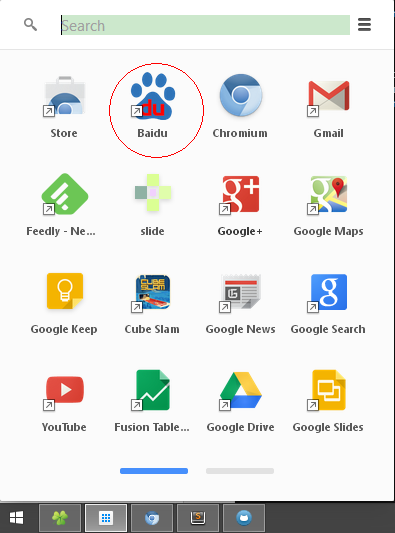 Search
Store
Baidu
Chromium
Gmail
Feedly - Ne...
slide
Google+
Google Maps
Google Keep
Cube Slam
Google News
Google Search
YouTube
Fusion Table...
Google Drive
Google Slides
du
g+
g
CUBE
SLAM
G
g
S